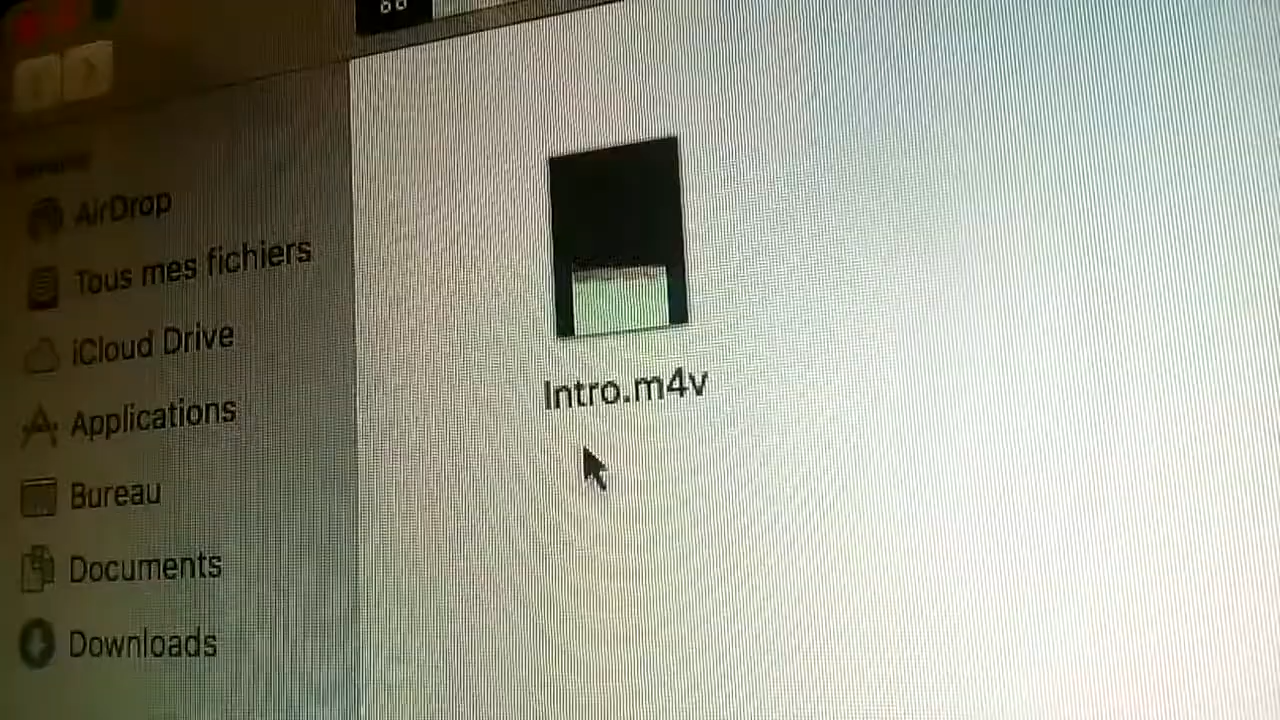 AirDrop
Tous mes fichiers
iCloud Drive
Applications
Bureau
Documents
Downloads
Intro.m4v